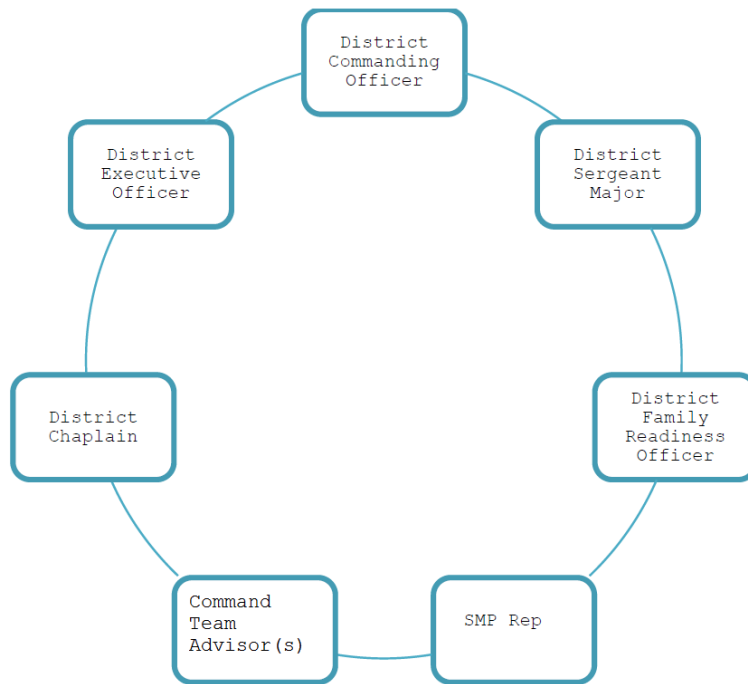 District
Commanding
Officer
District
Executive
Officer
District
Sergeant
Major
District
Chaplain
District
Family
Readiness
Officer
Command
Team
Advisor(s)
SMP Rep